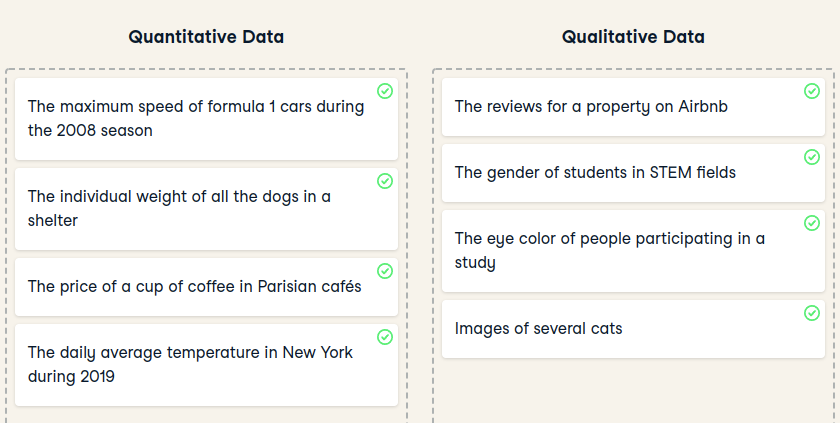 Quantitative Data
The maximum speed of formula 1 cars during
the 2008 season
The individual weight of all the dogs in a
shelter
The price of a cup of coffee in Parisian cafés
The daily average temperature in New York
during 2019
Qualitative Data
The reviews for a property on Airbnb
The gender of students in STEM fields
The eye color of people participating in a
study
Images of several cats